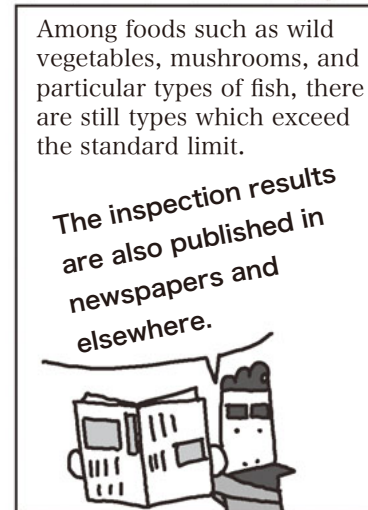 Among foods such as wild
vegetables, mushrooms, and
particular types of fish, there
are still types which exceed
the standard limit.
The inspection results
are also published in
newspapers and
elsewhere.